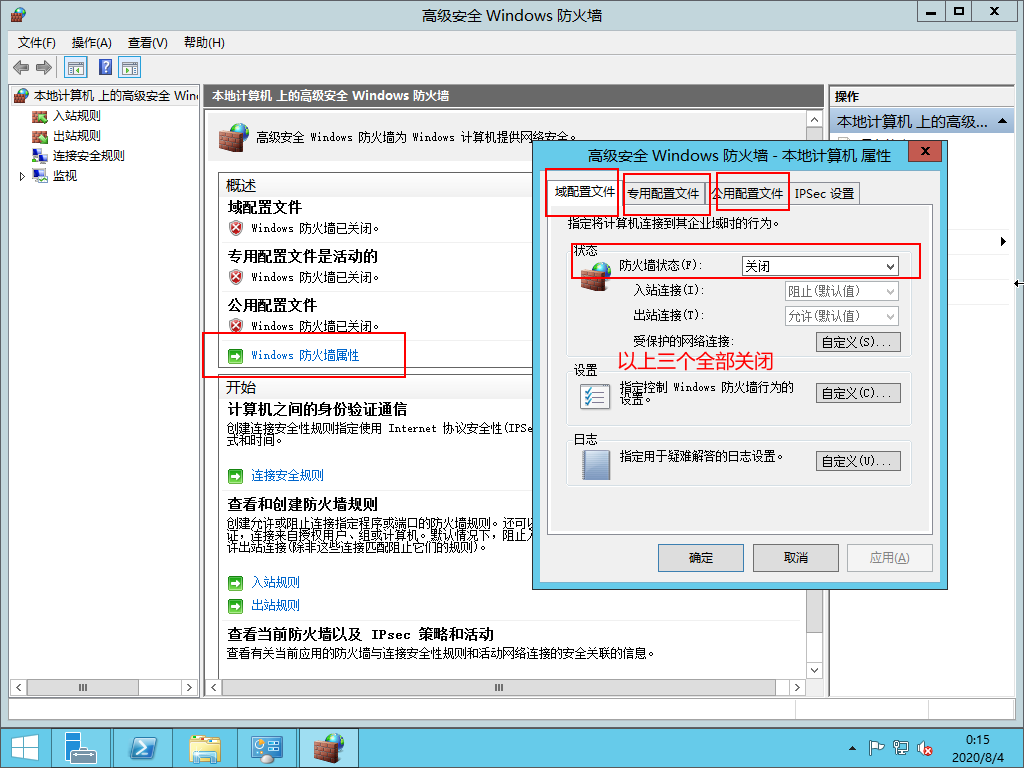 高级安全 Windows 防火墙
文件(F) 操作(A) 查看(V) 帮助(H)
本地计算机 上的高级安全 Win
入站规则
出站规则
连接安全规则
监视
本地计算机 上的高级安全 Windows 防火墙
高级安全 Windows 防火墙为 Windows 计算机提供网络安全。
概述
域配置文件
Windows 防火墙已关闭。
专用配置文件是活动的
Windows 防火墙已关闭。
公用配置文件
Windows 防火墙已关闭。
Windows 防火墙属性
开始
计算机之间的身份验证通信
创建连接安全性规则指定使用 Internet 协议安全性(IPSe
式和时间。
连接安全规则
查看和创建防火墙规则
创建允许或阻止连接指定程序或端口的防火墙规则。还可以
证，连接来自授权用户、组或计算机。默认情况下，阻止入
许出站连接(除非这些连接匹配阻止它们的规则)。
入站规则
出站规则
查看当前防火墙以及 IPsec 策略和活动
查看有关当前应用的防火墙与连接安全性规则和活动网络连接的安全关联的信息。
操作
本地计算机 上的高级...
高级安全 Windows 防火墙 - 本地计算机 属性
域配置文件 专用配置文件 公用配置文件 IPSec 设置
指定将计算机连接到其企业域时的行为。
状态
防火墙状态(F): 关闭
入站连接(I): 阻止(默认值)
出站连接(T): 允许(默认值)
受保护的网络连接: 自定义(S)...
以上三个全部关闭
设置
指定控制 Windows 防火墙行为的
设置。
自定义(C)...
日志
指定用于疑难解答的日志设置。 自定义(U)...
确定 取消 应用(A)
0:15
2020/8/4